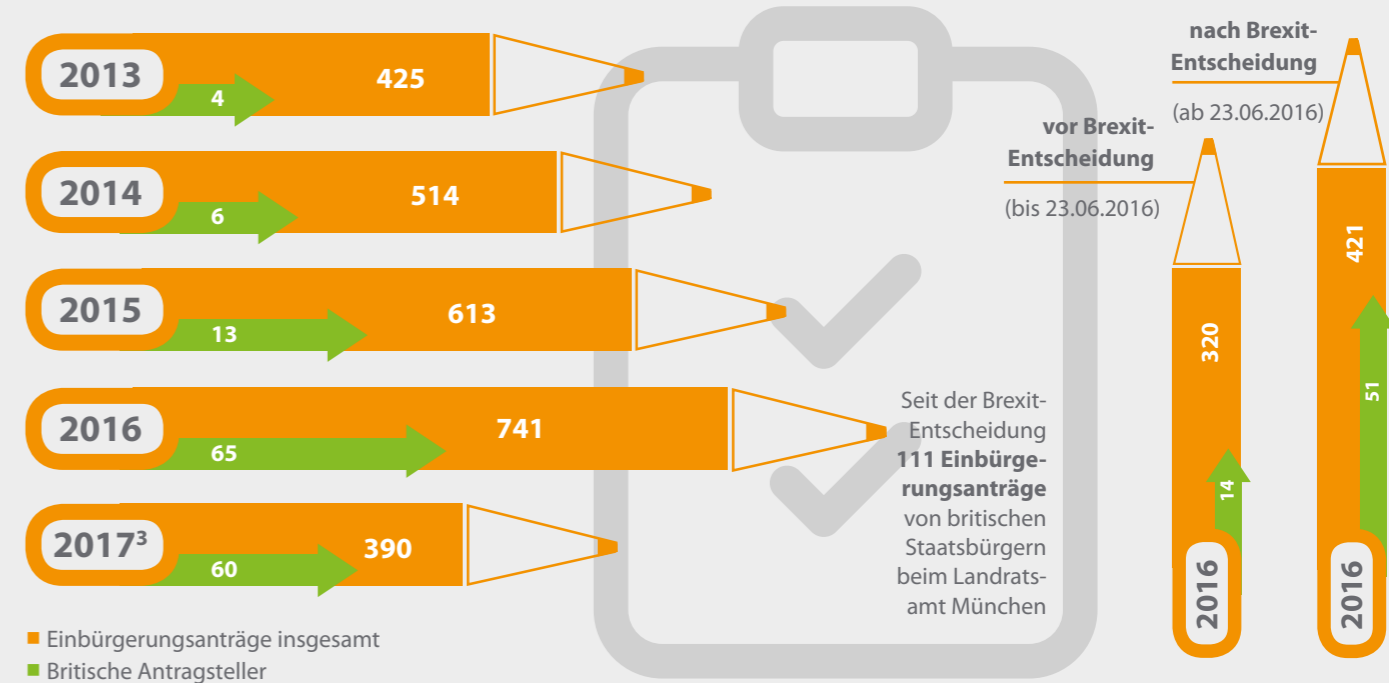 2013
4
425
2014
6
514
2015
13
613
2016
65
741
2017³
60
390
Einbürgerungsanträge insgesamt
Britische Antragsteller
Seit der Brexit-
Entscheidung
111 Einbürge-
rungsanträge
von britischen
Staatsbürgern
beim Landrats-
amt München
vor Brexit-
Entscheidung
(bis 23.06.2016)
320
14
2016
nach Brexit-
Entscheidung
(ab 23.06.2016)
421
51
2016